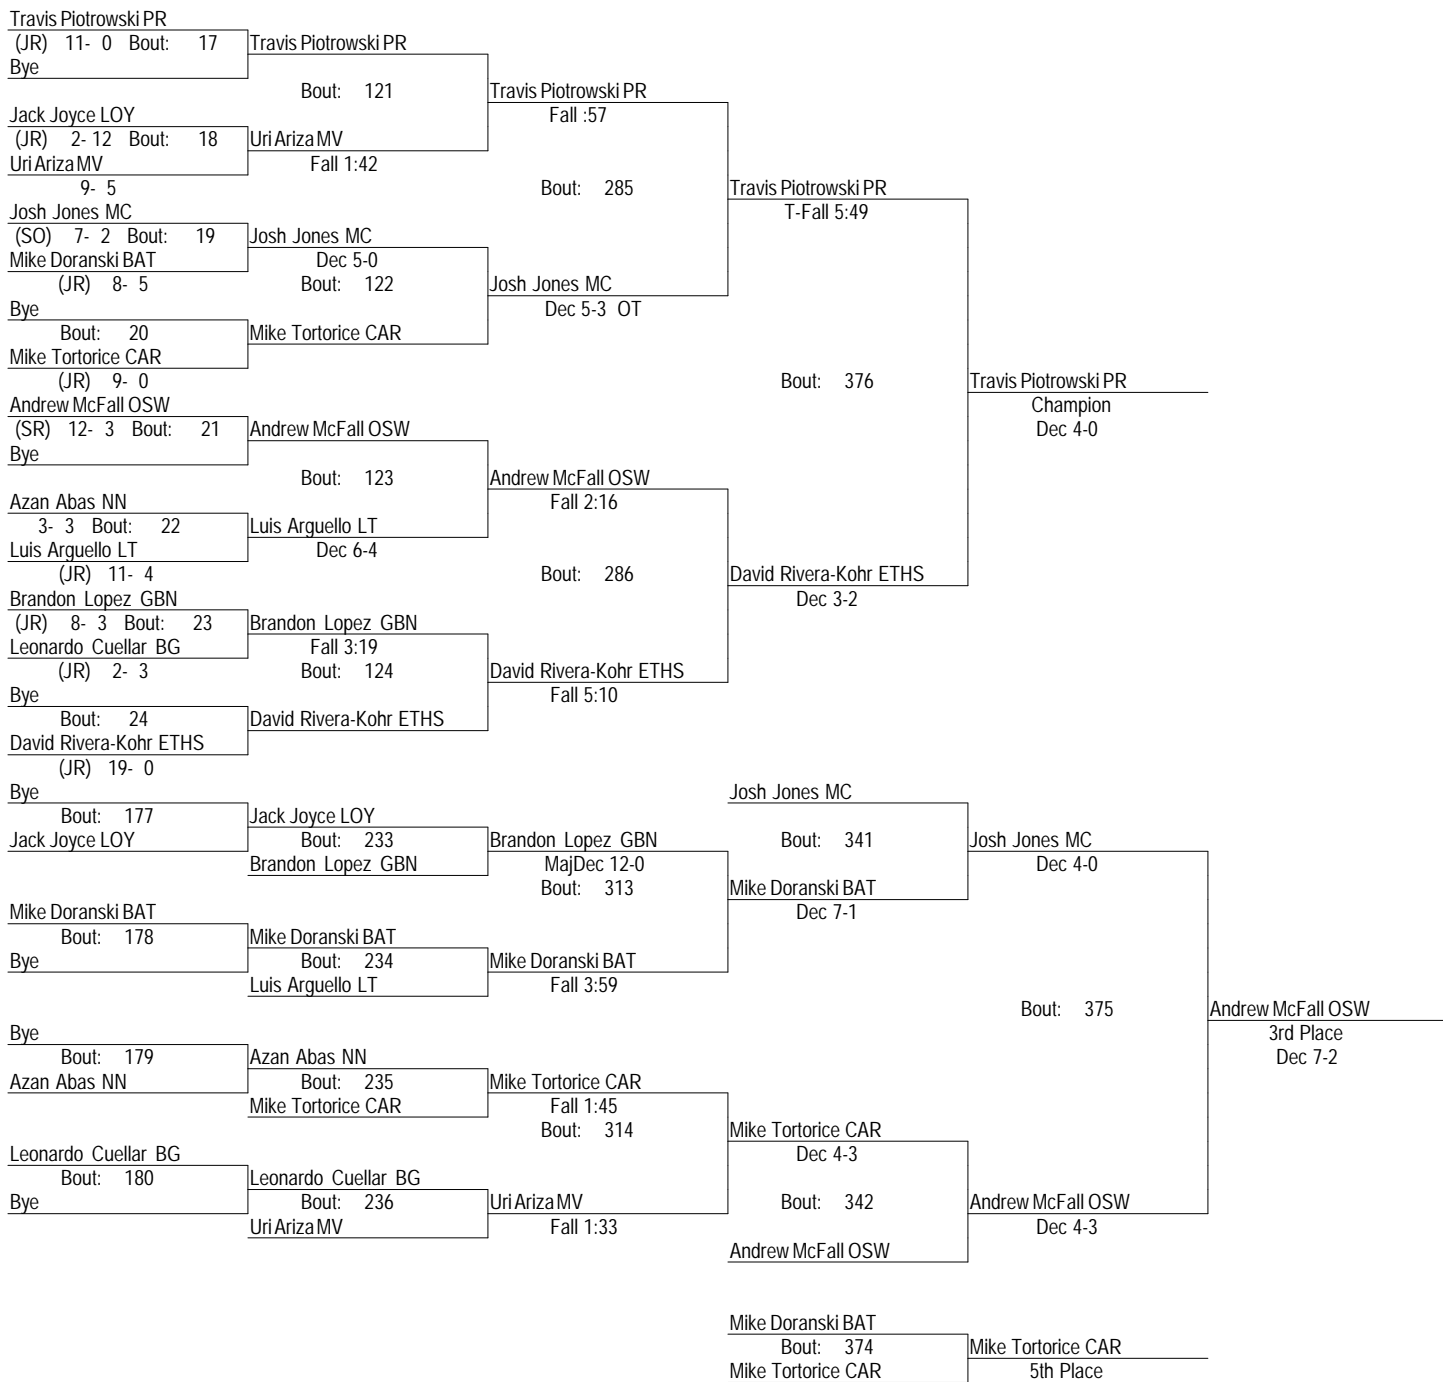 Travis Piotrowski PR
(JR) 11- 0 Bout: 17 Travis Piotrowski PR
Bye
Bout: 121 Travis Piotrowski PR
Jack Joyce LOY Fall :57
(JR) 2- 12 Bout: 18 Uri Ariza MV
Uri Ariza MV Fall 1:42
9- 5 Bout: 285 Travis Piotrowski PR
Josh Jones MC T-Fall 5:49
(SO) 7- 2 Bout: 19 Josh Jones MC
Mike Doranski BAT Dec 5-0
(JR) 8- 5 Bout: 122 Josh Jones MC
Bye Dec 5-3 OT
Bout: 20 Mike Tortorice CAR
Mike Tortorice CAR
(JR) 9- 0 Bout: 376 Travis Piotrowski PR
Andrew McFall OSW Champion
(SR) 12- 3 Bout: 21 Andrew McFall OSW Dec 4-0
Bye
Bout: 123 Andrew McFall OSW
Azan Abas NN Fall 2:16
3- 3 Bout: 22 Luis Arguello LT
Luis Arguello LT Dec 6-4
(JR) 11- 4 Bout: 286 David Rivera-Kohr ETHS
Brandon Lopez GBN Dec 3-2
(JR) 8- 3 Bout: 23 Brandon Lopez GBN
Leonardo Cuellar BG Fall 3:19
(JR) 2- 3 Bout: 124 David Rivera-Kohr ETHS
Bye Fall 5:10
Bout: 24 David Rivera-Kohr ETHS
David Rivera-Kohr ETHS
(JR) 19- 0
Bye Josh Jones MC
Bout: 177 Jack Joyce LOY
Jack Joyce LOY Bout: 233 Brandon Lopez GBN Bout: 341 Josh Jones MC
Brandon Lopez GBN MajDec 12-0 Dec 4-0
Bout: 313 Mike Doranski BAT
Mike Doranski BAT Dec 7-1
Bout: 178 Mike Doranski BAT
Bye Bout: 234 Mike Doranski BAT
Luis Arguello LT Fall 3:59
Bout: 375 Andrew McFall OSW
Bye 3rd Place
Bout: 179 Azan Abas NN Dec 7-2
Azan Abas NN Bout: 235 Mike Tortorice CAR
Mike Tortorice CAR Fall 1:45
Bout: 314 Mike Tortorice CAR
Leonardo Cuellar BG Dec 4-3
Bout: 180 Leonardo Cuellar BG
Bye Bout: 236 Uri Ariza MV Bout: 342 Andrew McFall OSW
Uri Ariza MV Fall 1:33 Dec 4-3
Andrew McFall OSW
Mike Doranski BAT
Bout: 374 Mike Tortorice CAR
Mike Tortorice CAR 5th Place